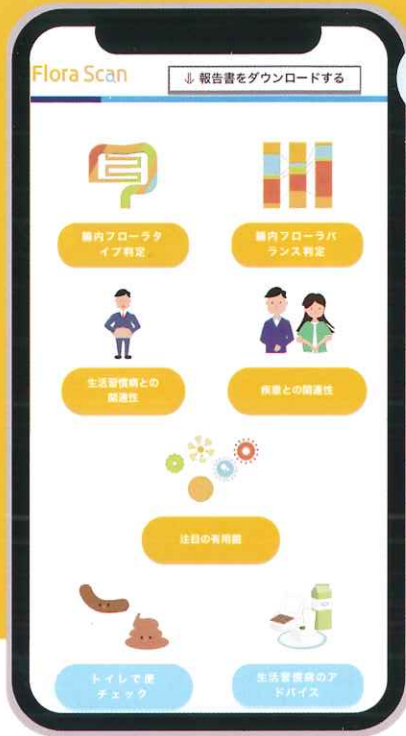 Flora Scan
報告書をダウンロードする
腸内フローラタ
イプ判定
腸内フローラバ
ランス判定
生活習慣病との
関連性
疾患との関連性
注目の有用菌
トイレで便
チェック
生活習慣病のア
ドバイス